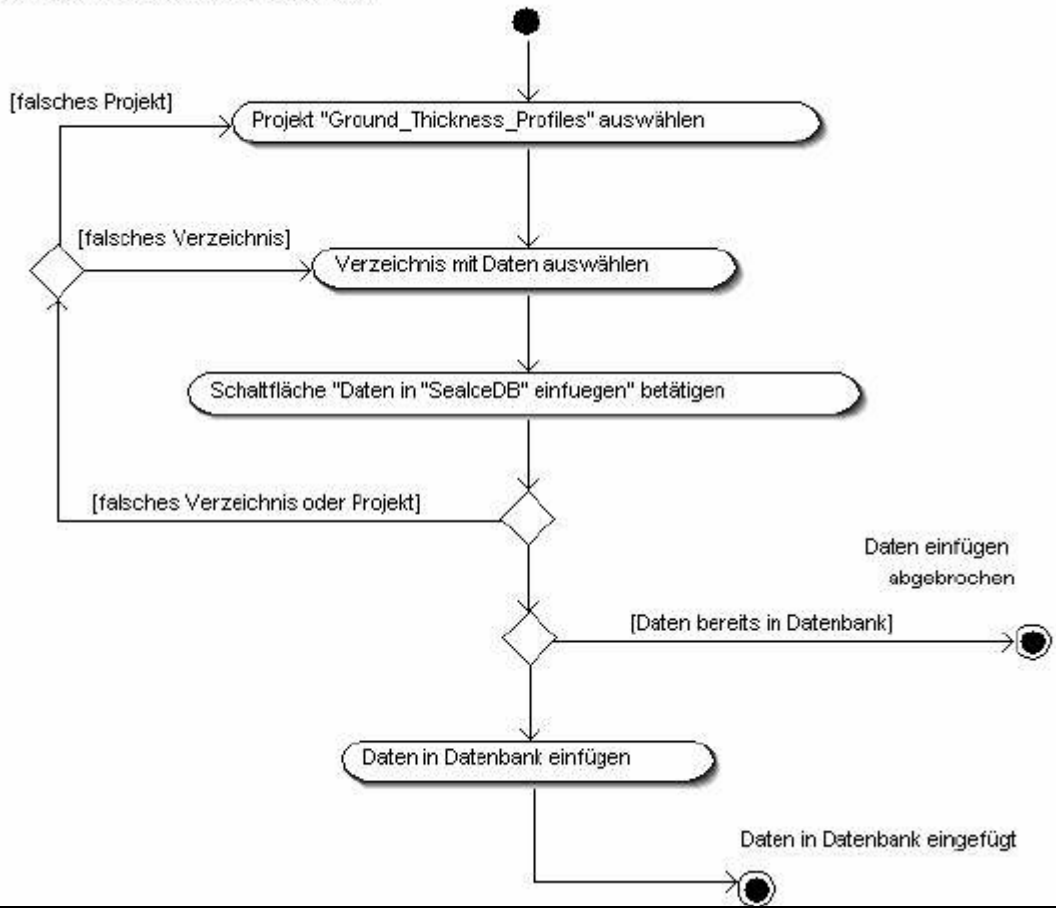 [falsches Projekt]
Projekt "Ground_Thickness_Profiles" auswählen
[falsches Verzeichnis]
Verzeichnis mit Daten auswählen
Schaltfläche "Daten in "SeaIceDB" einfuegen" betätigen
[falsches Verzeichnis oder Projekt]
Daten einfügen
abgebrochen
[Daten bereits in Datenbank]
Daten in Datenbank einfügen
Daten in Datenbank eingefügt